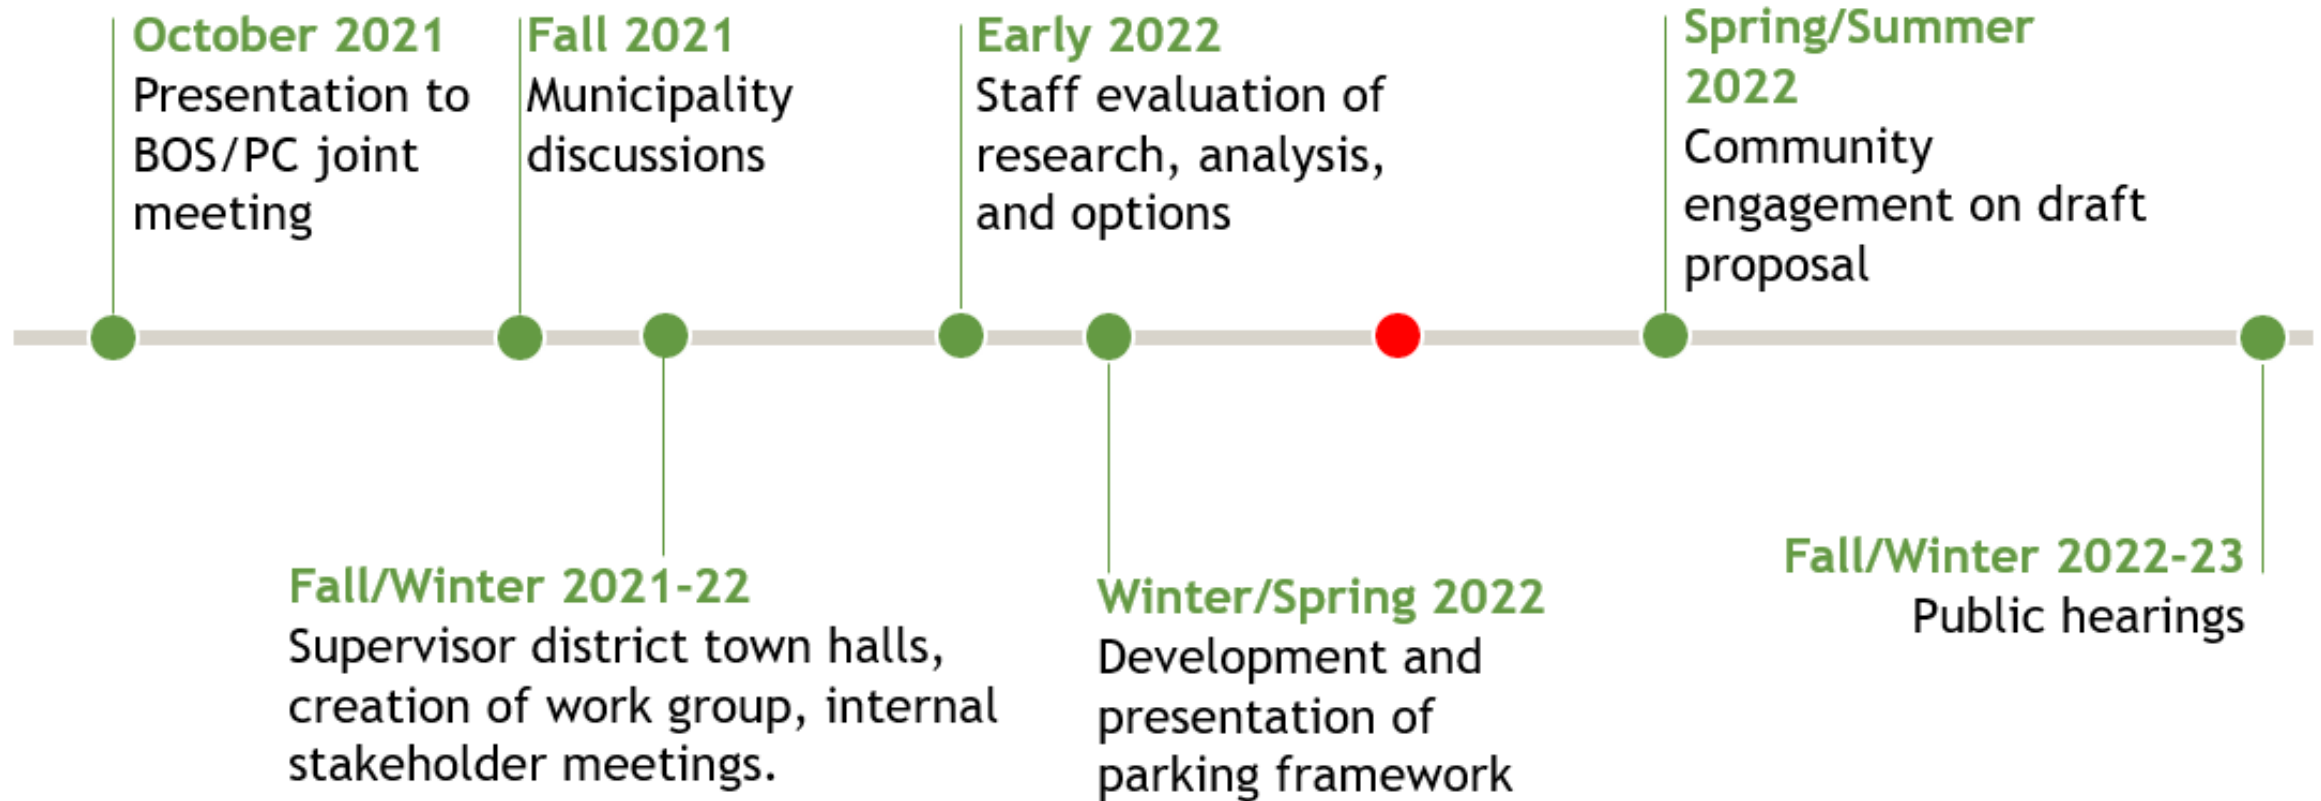 October 2021
Presentation to
BOS/PC joint
meeting
Fall 2021
Municipality
discussions
Early 2022
Staff evaluation of
research, analysis,
and options
Spring/Summer
2022
Community
engagement on draft
proposal
Fall/Winter 2021-22
Supervisor district town halls,
creation of work group, internal
stakeholder meetings.
Winter/Spring 2022
Development and
presentation of
parking framework
Fall/Winter 2022-23
Public hearings